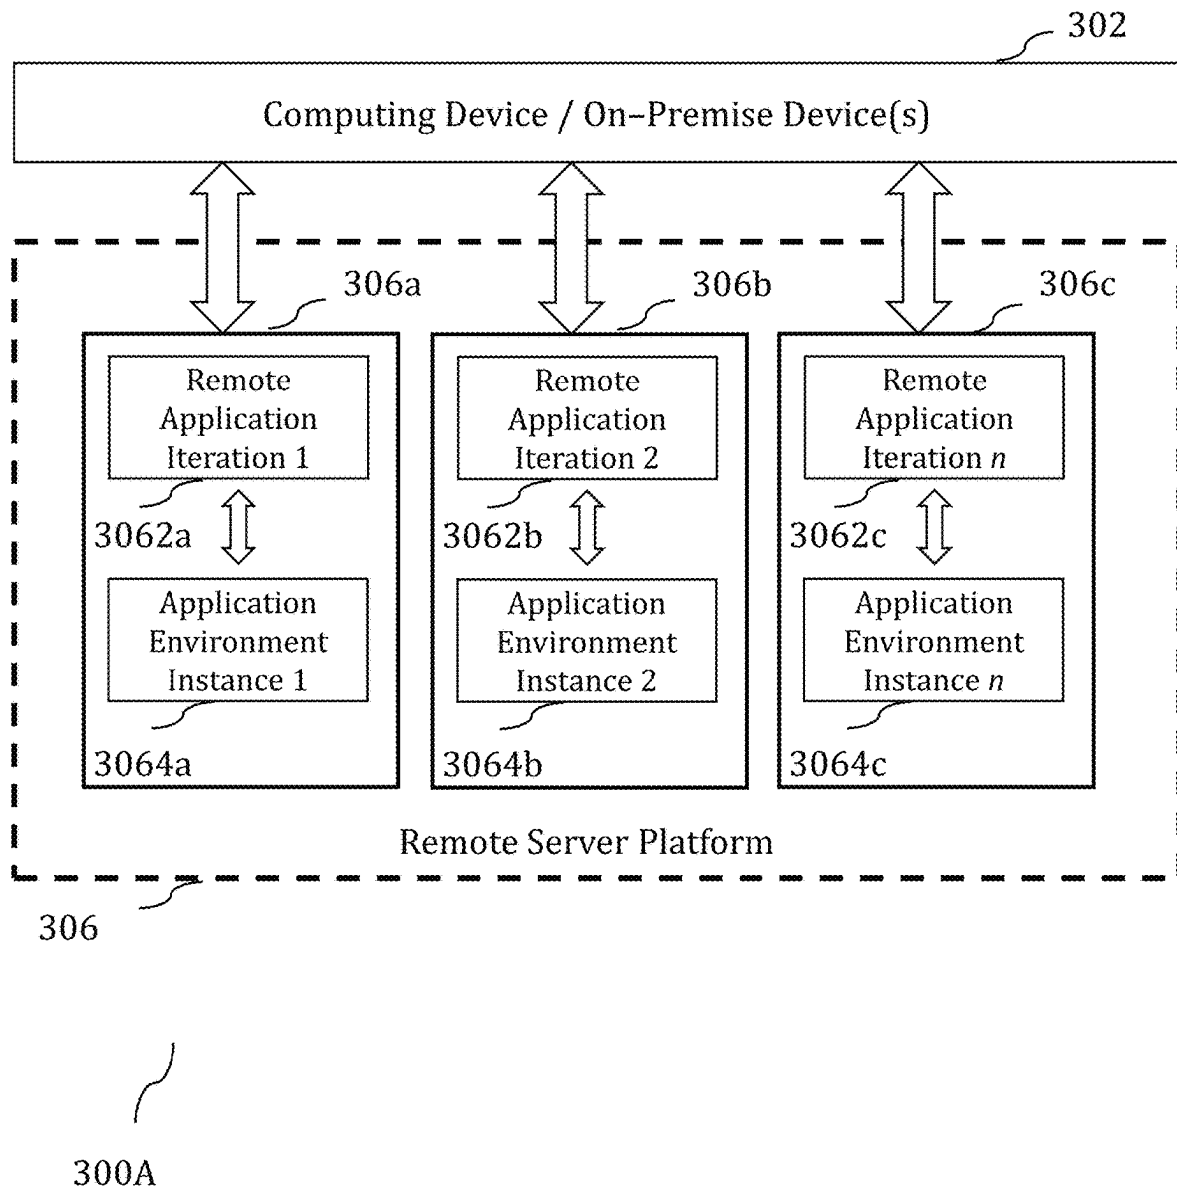 302
Computing Device / On–Premise Device(s)
306a
306b
306c
Remote
Application
Iteration 1
3062a
Application
Environment
Instance 1
3064a
Remote
Application
Iteration 2
3062b
Application
Environment
Instance 2
3064b
Remote
Application
Iteration n
3062c
Application
Environment
Instance n
3064c
Remote Server Platform
306
300A